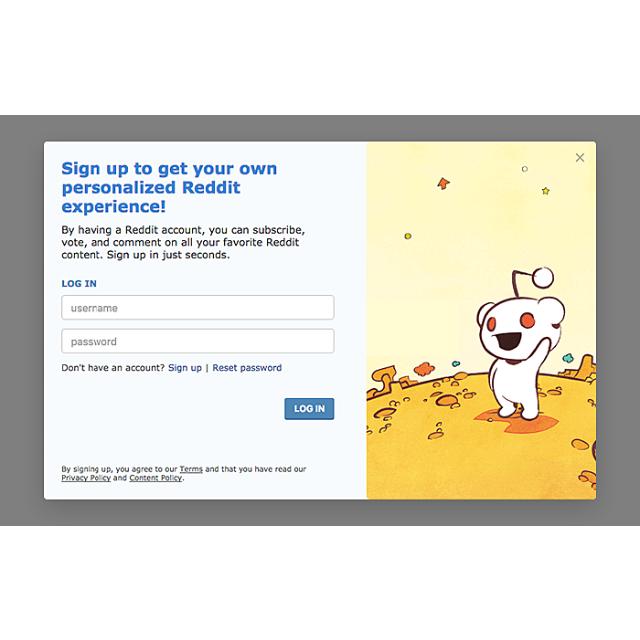 Sign up to get your own
personalized Reddit
experience!
By having a Reddit account, you can subscribe,
vote, and comment on all your favorite Reddit
content. Sign up in just seconds.
LOG IN
username
password
Don't have an account? Sign up | Reset password
LOG IN
By signing up, you agree to our Terms and that you have read our
Privacy Policy and Content Policy.